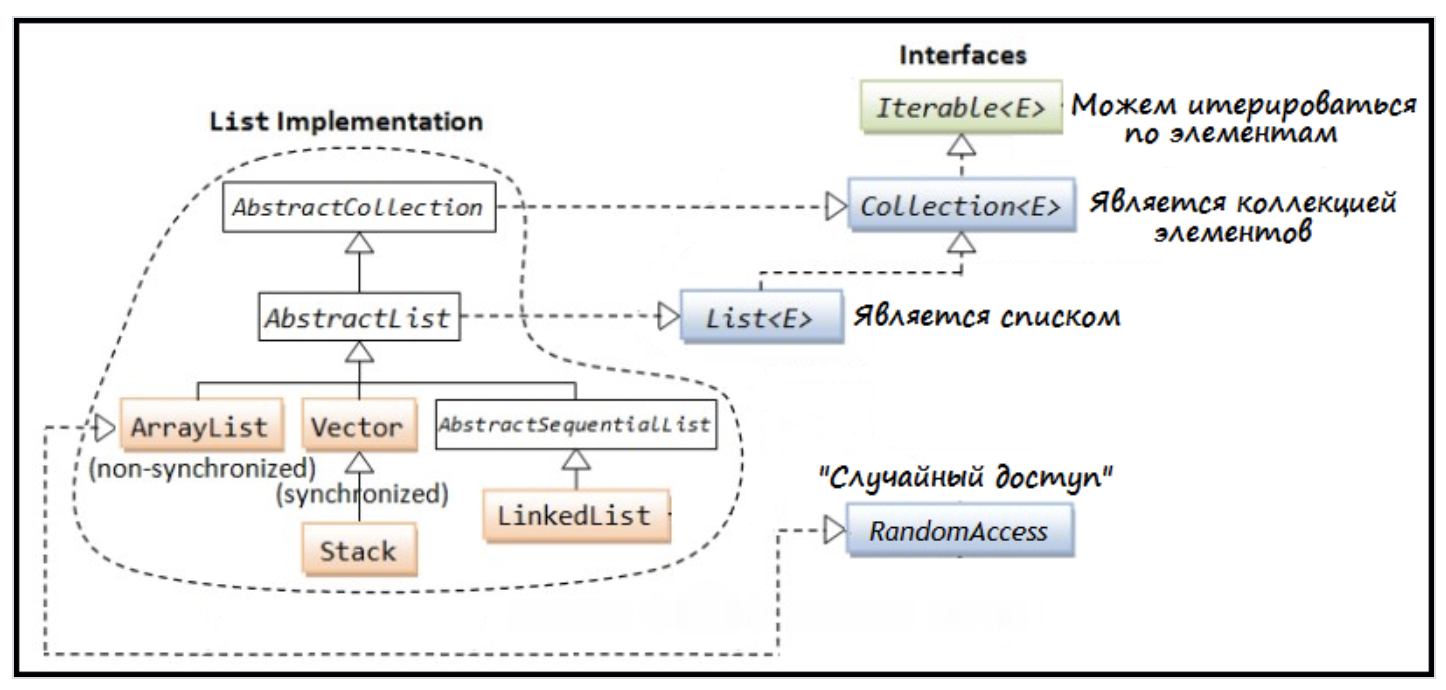 Interfaces
Iterable<E>
Можем итерироваться
по элементам
List Implementation
AbstractCollection
Collection<E>
Является коллекцией
элементов
AbstractList
List<E>
Является списком
ArrayList
Vector
AbstractSequentialList
(non-synchronized)
(synchronized)
"Случайный доступ"
LinkedList
RandomAccess
Stack